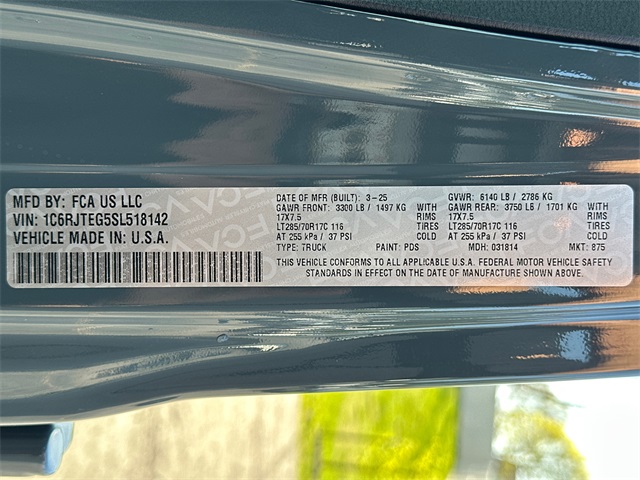 MFD BY: FCA US LLC
VIN: 1C6RJTEG5SL518142
VEHICLE MADE IN: U.S.A.
DATE OF MFR (BUILT): 3-25
GAWR FRONT: 3300 LB / 1497 KG WITH
17X7.5 RIMS
LT285/70R17C 116 TIRES
AT 255 kPa / 37 PSI COLD
TYPE: TRUCK PAINT: PDS
GVWR: 6140 LB / 2786 KG
GAWR REAR: 3750 LB / 1701 KG WITH
17X7.5 RIMS
LT285/70R17C 116 TIRES
AT 255 kPa / 37 PSI COLD
MDH: 031814 MKT: 875
THIS VEHICLE CONFORMS TO ALL APPLICABLE U.S.A. FEDERAL MOTOR VEHICLE SAFETY
STANDARDS IN EFFECT ON THE DATE OF MANUFACTURE SHOWN ABOVE.